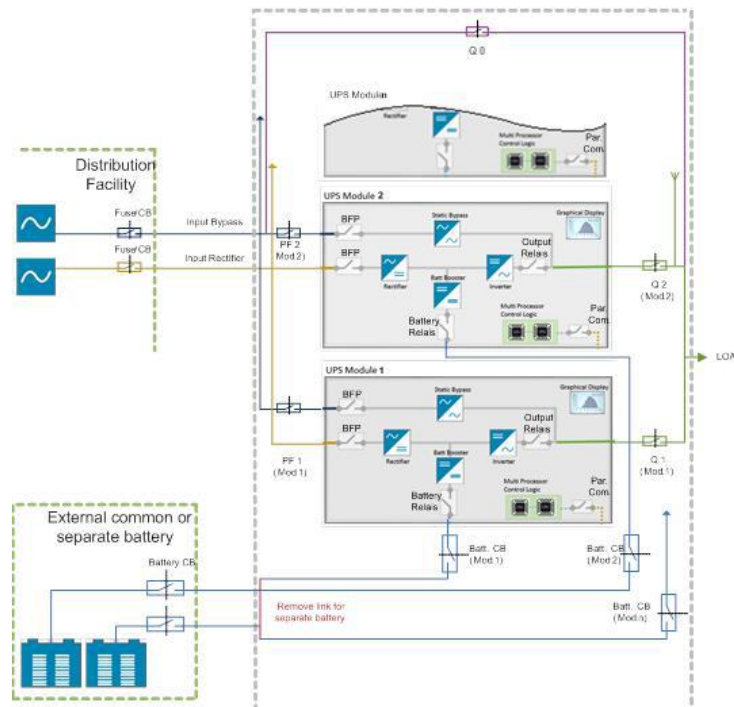 Q 0
UPS Modulen
Rectifier
Multi Processor
Control Logic
Par.
Com.
Distribution
Facility
UPS Module 2
Fuse/CB
Input Bypass
PF 2
Mod.2)
BFP
Static Bypass
Graphical Display
Output
Relais
Fuse/CB
Input Rectifier
BFP
Rectifier
Batt Booster
Inverter
Q 2
(Mod.2)
Battery
Relais
Multi Processor
Control Logic
Par.
Com.
LOA
UPS Module 1
BFP
Static Bypass
Graphical Display
Output
Relais
BFP
PF 1
(Mod 1)
Rectifier
Batt Booster
Inverter
Q 1
(Mod.1)
Battery
Relais
Multi Processor
Control Logic
Par.
Com.
External common or
separate battery
Battery CB
Batt. CB
(Mod.1)
Batt. CB
(Mod.2)
Remove link for
separate battery
Batt. CB
(Mod.n)